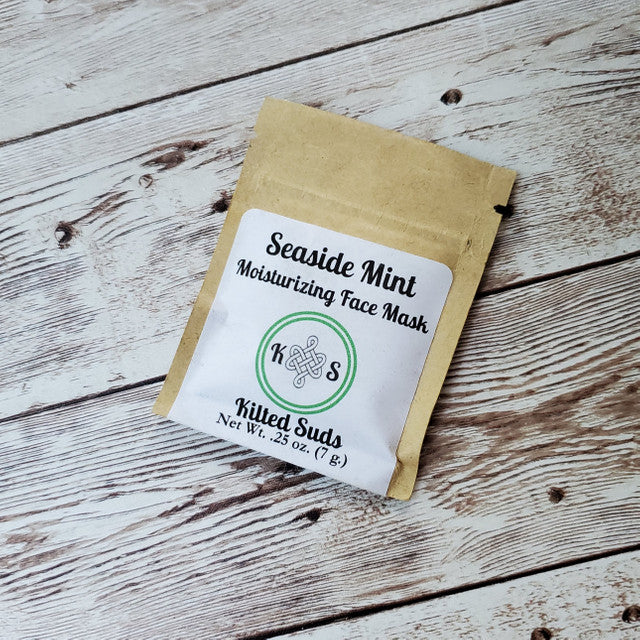 Seaside Mint
Moisturizing Face Mask
K S
Kilted Suds
Net Wt. .25 oz. (7 g.)